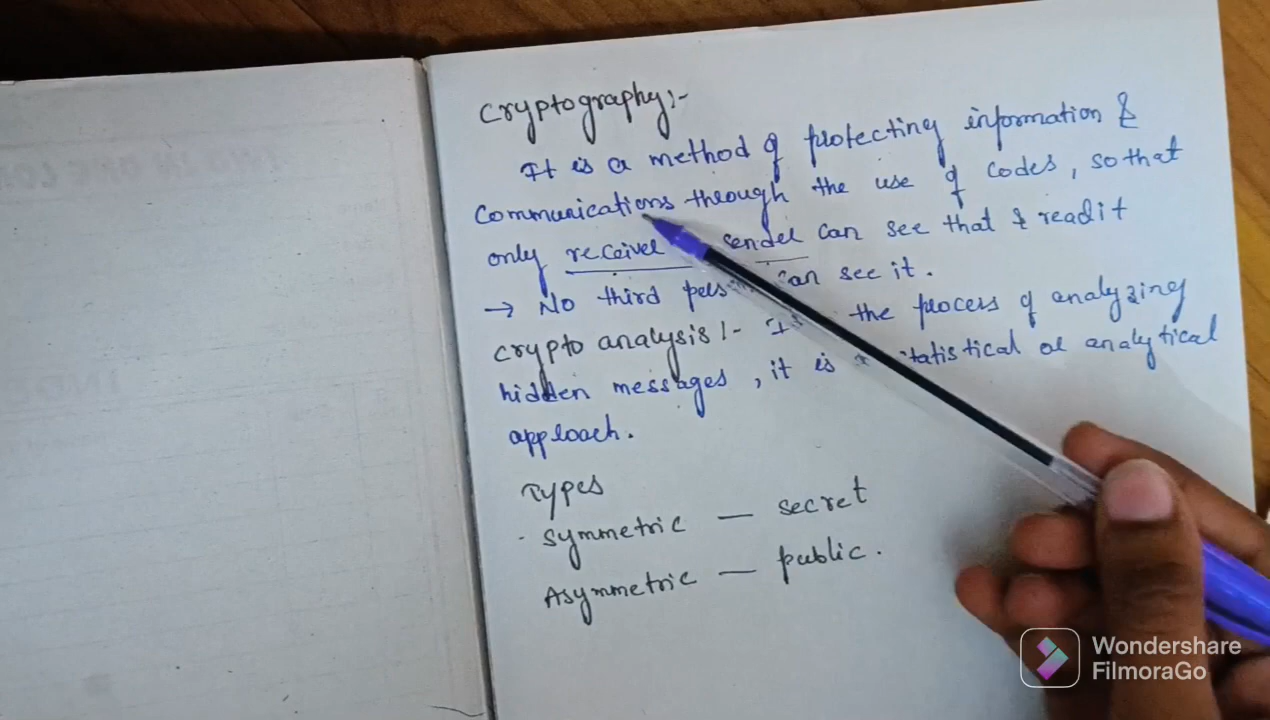 Cryptography:-
It is a method of protecting information &
Communications through the use of codes, so that
only receiver sender can see that & read it
→ No third can see it.
Crypto analysis:- the process of analyzing
hidden messages, it is statistical or analytical
approach.
Types
· Symmetric — secret
Asymmetric — public.
Wondershare
FilmoraGo